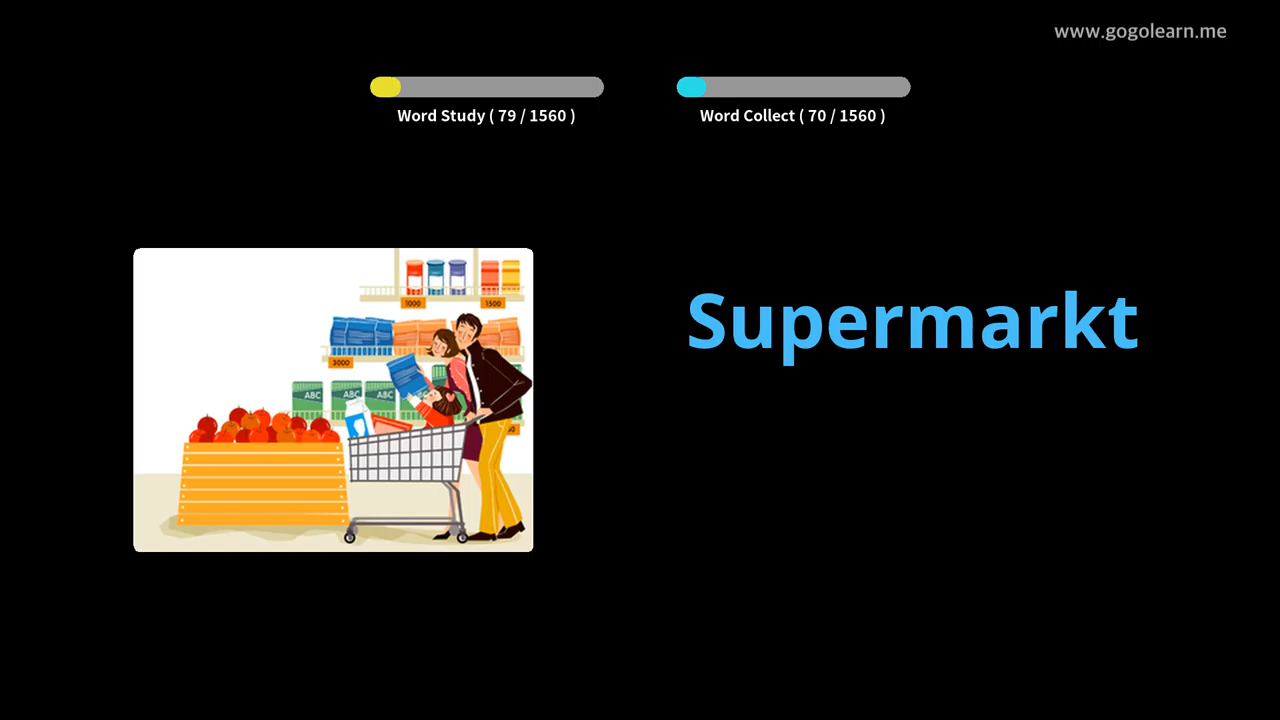 www.gogolearn.me
Word Study ( 79 / 1560 )
Word Collect ( 70 / 1560 )
1000
1500
3000
ABC
ABC
ABC
Supermarkt